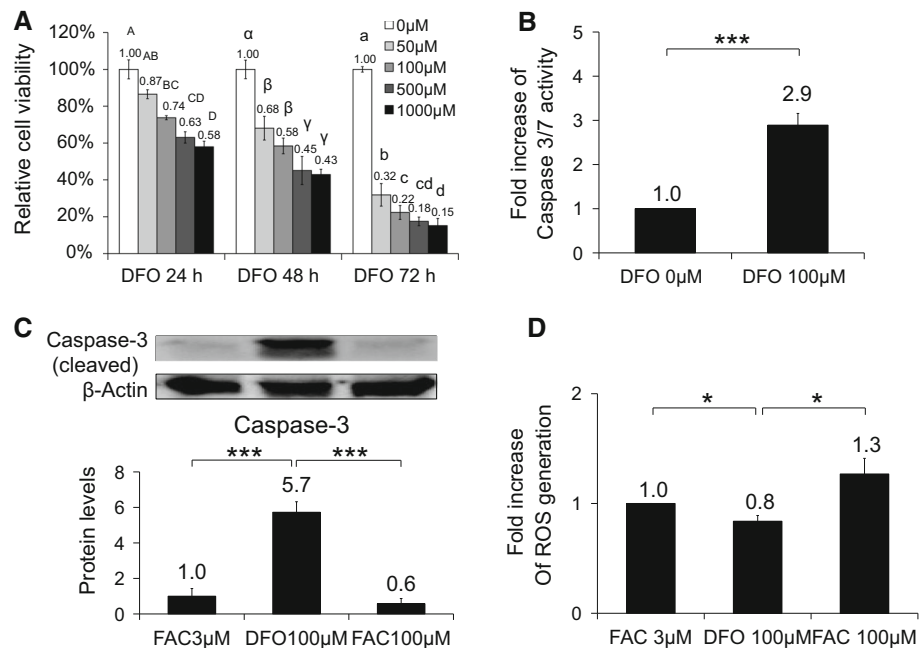 A
Relative cell viability
120%
100%
80%
60%
40%
20%
0%
A
1.00
AB
0.87
BC
0.74
CD
0.63
D
0.58
DFO 24 h
α
1.00
β
0.68
β
0.58
γ
0.45
γ
0.43
DFO 48 h
a
1.00
b
0.32
c
0.22
cd
0.18
d
0.15
DFO 72 h
0μM
50μM
100μM
500μM
1000μM
B
Fold increase of
Caspase 3/7 activity
5
4
3
2
1
0
***
1.0
2.9
DFO 0μM
DFO 100μM
C
Caspase-3
(cleaved)
β-Actin
Caspase-3
Protein levels
8
6
4
2
0
***
***
1.0
5.7
0.6
FAC3μM
DFO100μM
FAC100μM
D
Fold increase
Of ROS generation
2
1
0
*
*
1.0
0.8
1.3
FAC 3μM
DFO 100μM
FAC 100μM